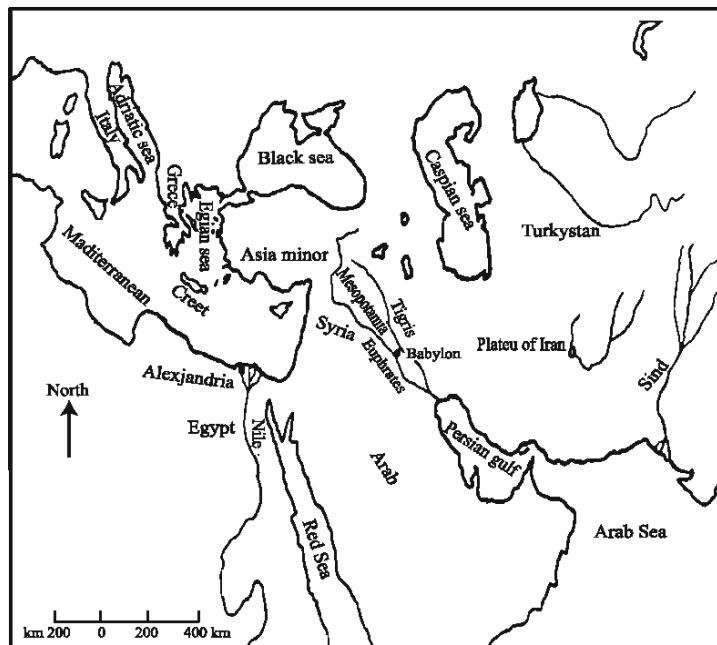 Adriatic sea
Italy
Black sea
Caspian sea
Greec
Egian sea
Turkystan
Asia minor
Maditerranean
Creet
Mesopotamia
Tigris
Syria
Babylon
Euphrates
Plateu of Iran
Sind
Alexjandria
North
Egypt
Nile
Arab
Persian gulf
Red Sea
Arab Sea
km 200 0 200 400 km